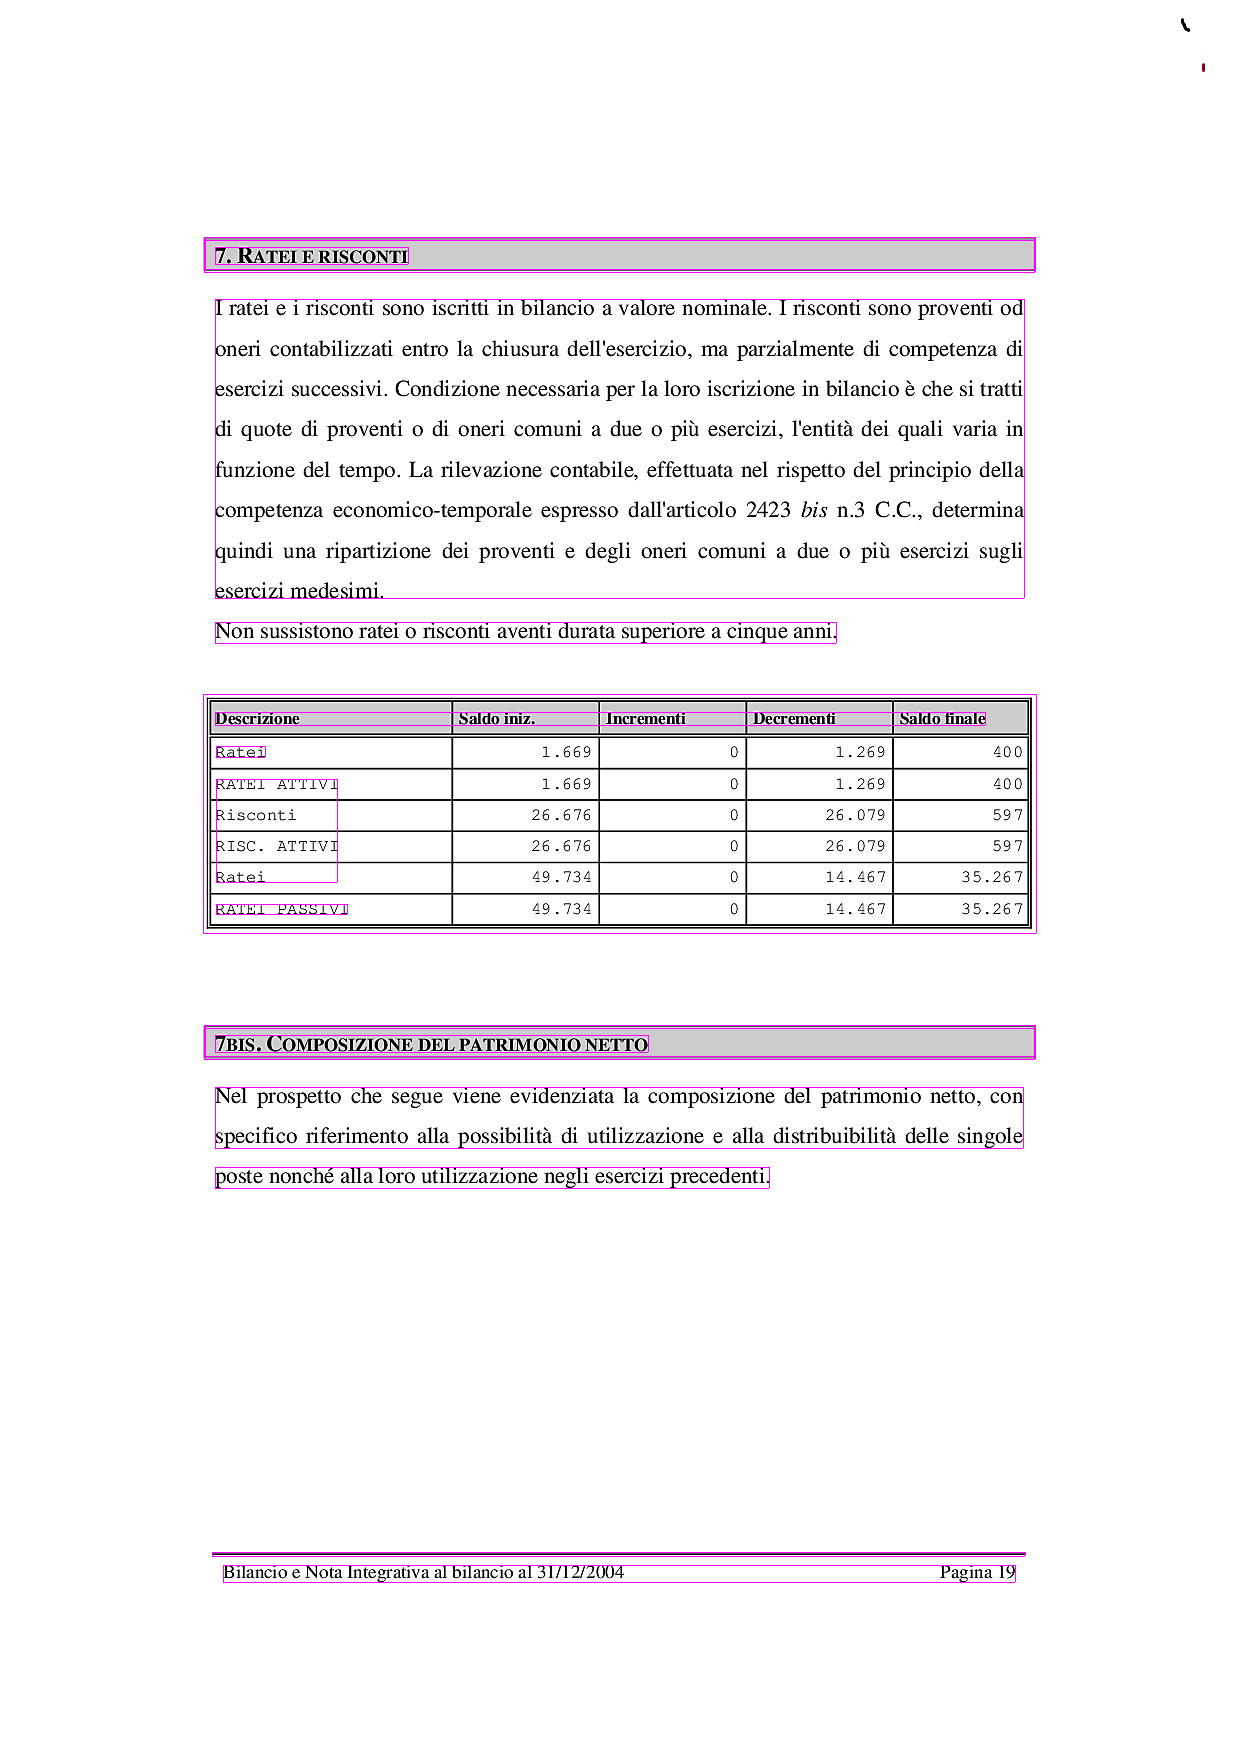 7. RATEI E RISCONTI
I ratei e i risconti sono iscritti in bilancio a valore nominale. I risconti sono proventi od
oneri contabilizzati entro la chiusura dell'esercizio, ma parzialmente di competenza di
esercizi successivi. Condizione necessaria per la loro iscrizione in bilancio è che si tratti
di quote di proventi o di oneri comuni a due o più esercizi, l'entità dei quali varia in
funzione del tempo. La rilevazione contabile, effettuata nel rispetto del principio della
competenza economico-temporale espresso dall'articolo 2423 bis n.3 C.C., determina
quindi una ripartizione dei proventi e degli oneri comuni a due o più esercizi sugli
esercizi medesimi.
Non sussistono ratei o risconti aventi durata superiore a cinque anni.
Descrizione Saldo iniz. Incrementi Decrementi Saldo finale
Ratei 1.669 0 1.269 400
RATEI ATTIVI 1.669 0 1.269 400
Risconti 26.676 0 26.079 597
RISC. ATTIVI 26.676 0 26.079 597
Ratei 49.734 0 14.467 35.267
RATEI PASSIVI 49.734 0 14.467 35.267
7BIS. COMPOSIZIONE DEL PATRIMONIO NETTO
Nel prospetto che segue viene evidenziata la composizione del patrimonio netto, con
specifico riferimento alla possibilità di utilizzazione e alla distribuibilità delle singole
poste nonché alla loro utilizzazione negli esercizi precedenti.
Bilancio e Nota Integrativa al bilancio al 31/12/2004 Pagina 19